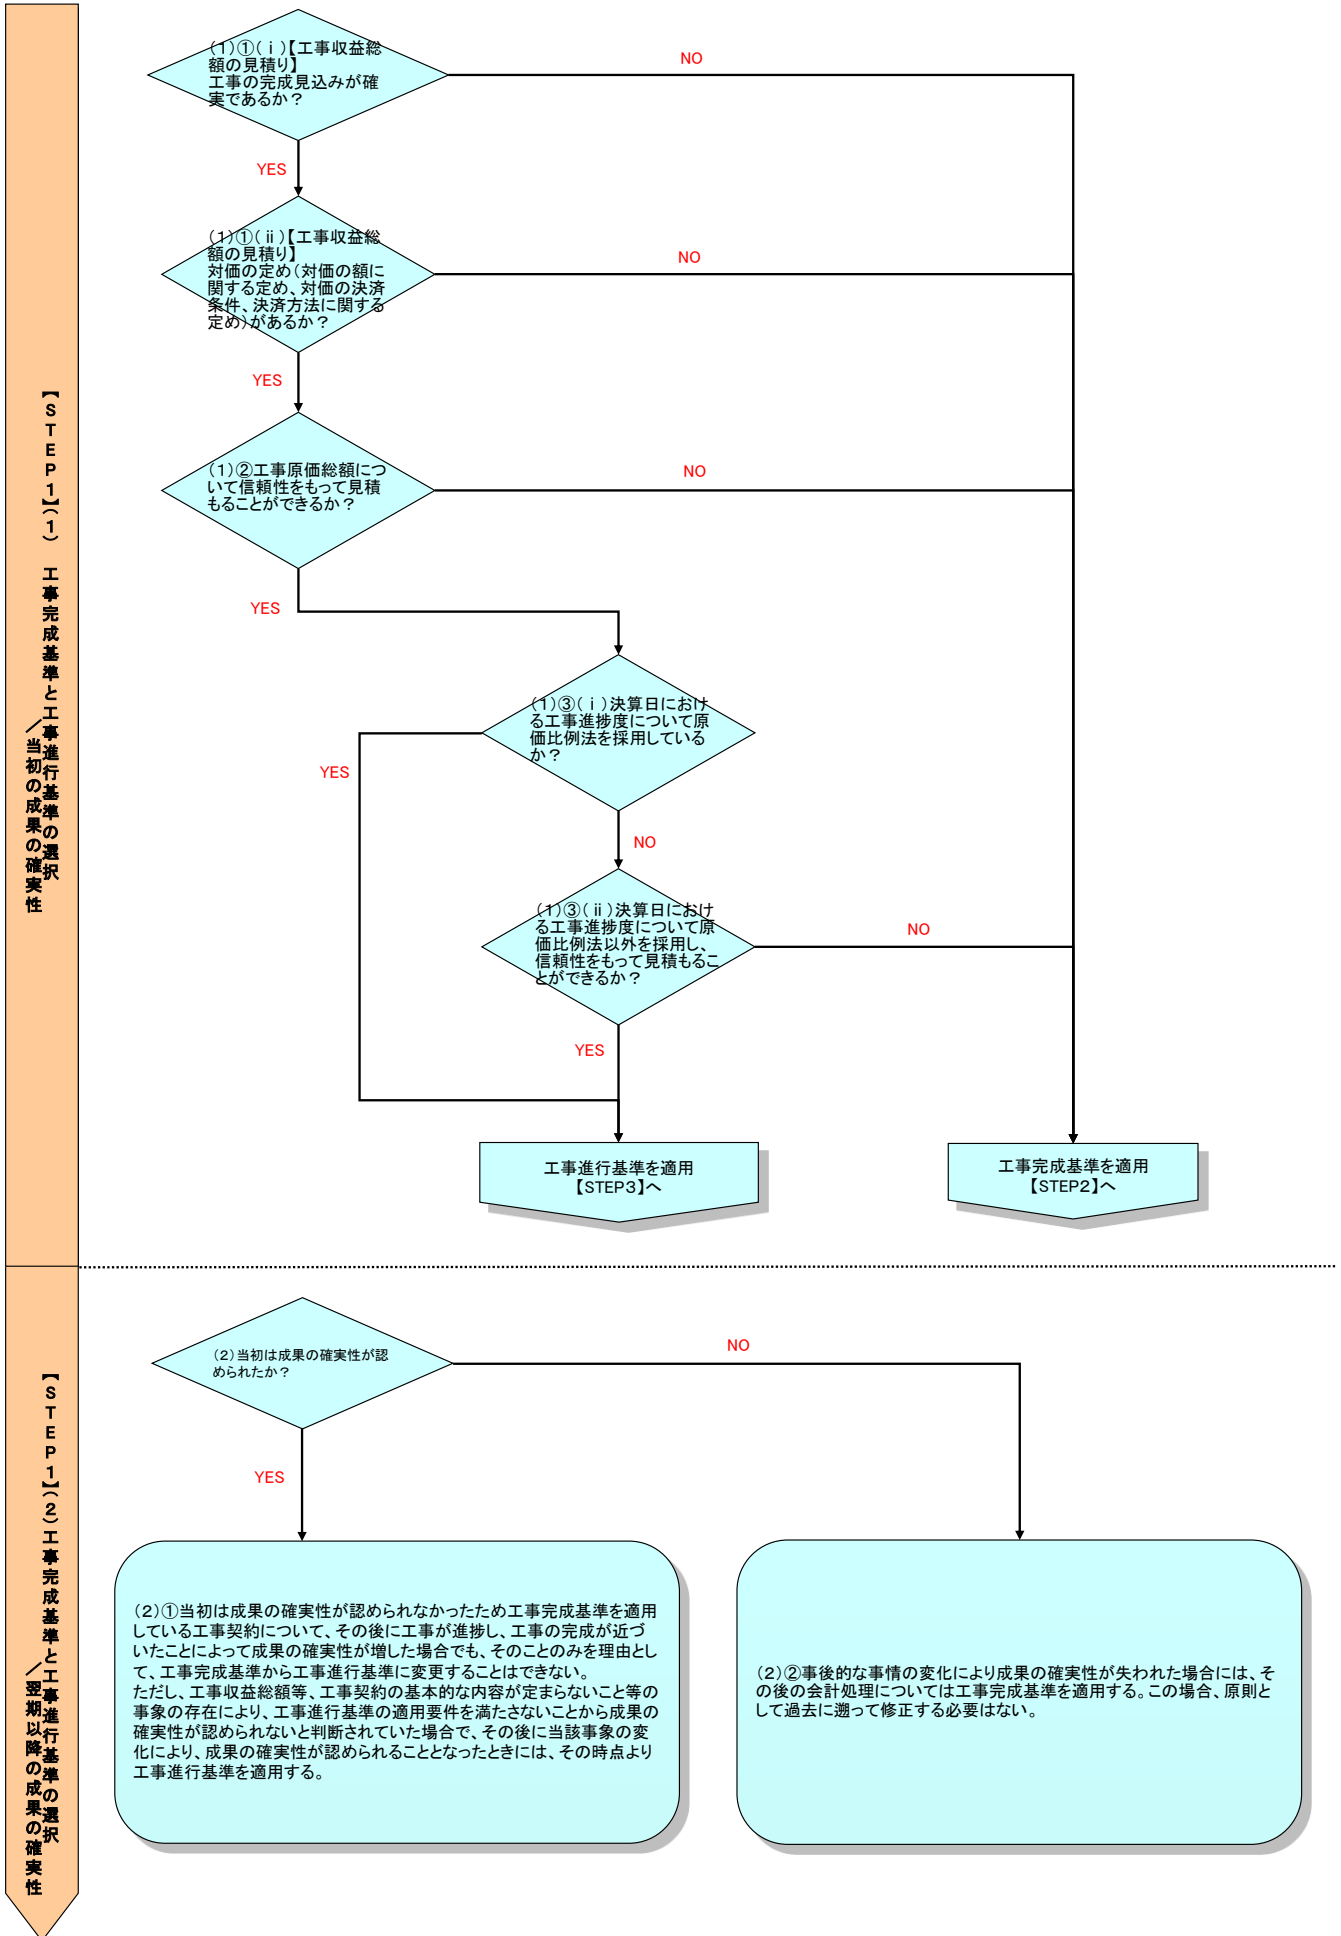 【STEP1】(1) 工事完成基準と工事進行基準の選択
／当初の成果の確実性
(1)①(ⅰ)【工事収益総
額の見積り】
工事の完成見込みが確
実であるか？
NO
YES
(1)①(ⅱ)【工事収益総
額の見積り】
対価の定め(対価の額に
関する定め、対価の決済
条件、決済方法に関する
定め)があるか？
NO
YES
(1)②工事原価総額につ
いて信頼性をもって見積
もることができるか？
NO
YES
(1)③(ⅰ)決算日におけ
る工事進捗度について原
価比例法を採用している
か？
YES
NO
(1)③(ⅱ)決算日におけ
る工事進捗度について原
価比例法以外を採用し、
信頼性をもって見積もるこ
とができるか？
NO
YES
工事進行基準を適用
【STEP3】へ
工事完成基準を適用
【STEP2】へ
【STEP1】(2)工事完成基準と工事進行基準の選択
／翌期以降の成果の確実性
(2)当初は成果の確実性が認
められたか？
NO
YES
(2)①当初は成果の確実性が認められなかったため工事完成基準を適用
している工事契約について、その後に工事が進捗し、工事の完成が近づ
いたことによって成果の確実性が増した場合でも、そのことのみを理由とし
て、工事完成基準から工事進行基準に変更することはできない。
ただし、工事収益総額等、工事契約の基本的な内容が定まらないこと等の
事象の存在により、工事進行基準の適用要件を満たさないことから成果の
確実性が認められないと判断されていた場合で、その後に当該事象の変
化により、成果の確実性が認められることとなったときには、その時点より
工事進行基準を適用する。
(2)②事後的な事情の変化により成果の確実性が失われた場合には、そ
の後の会計処理については工事完成基準を適用する。この場合、原則と
して過去に遡って修正する必要はない。